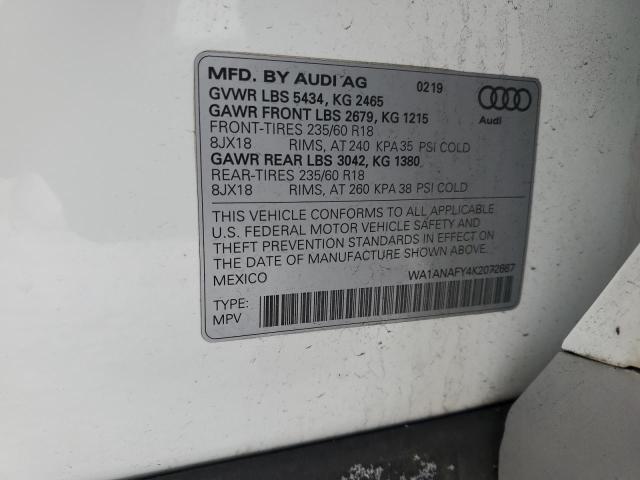 MFD. BY AUDI AG 0219
GVWR LBS 5434, KG 2465
GAWR FRONT LBS 2679, KG 1215
FRONT-TIRES 235/60 R18
8JX18 RIMS, AT 240 KPA 35 PSI COLD
GAWR REAR LBS 3042, KG 1380
REAR-TIRES 235/60 R18
8JX18 RIMS, AT 260 KPA 38 PSI COLD
Audi
THIS VEHICLE CONFORMS TO ALL APPLICABLE
U.S. FEDERAL MOTOR VEHICLE SAFETY AND
THEFT PREVENTION STANDARDS IN EFFECT ON
THE DATE OF MANUFACTURE SHOWN ABOVE.
MEXICO
TYPE:
MPV